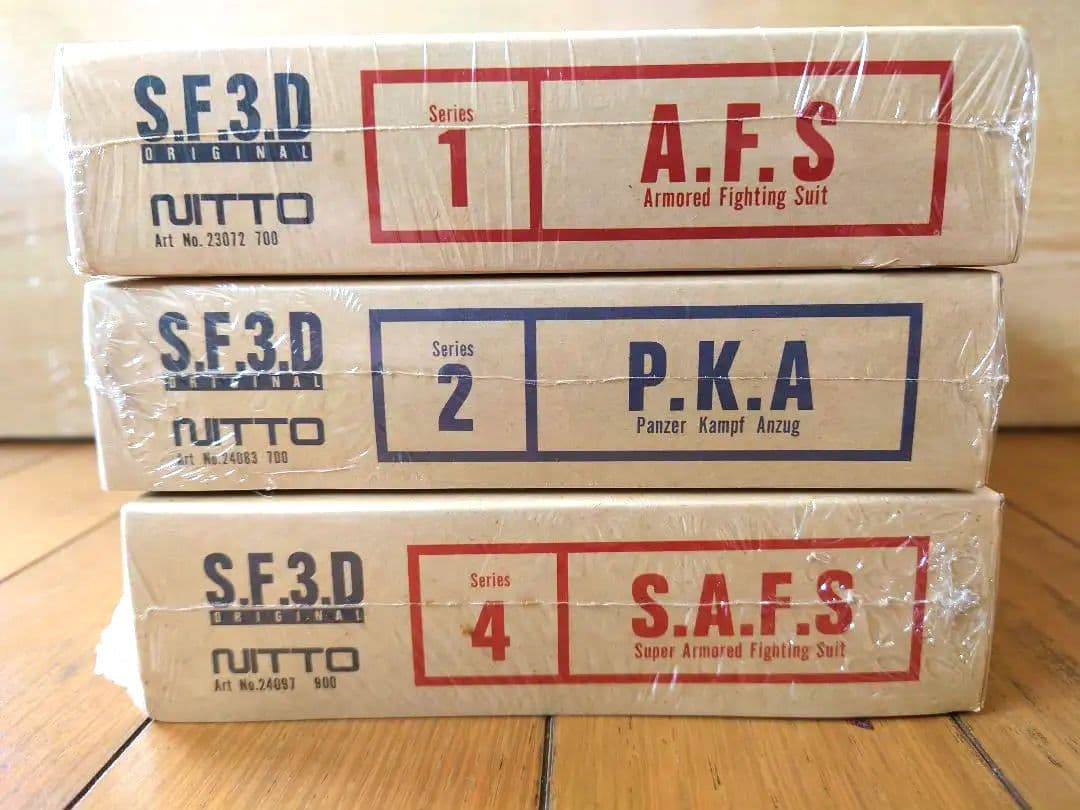 S.F.3.D
ORIGINAL
NITTO
Art No.23072 700
Series
1
A.F.S
Armored Fighting Suit
S.F.3.D
ORIGINAL
NITTO
Art No.24083 700
Series
2
P.K.A
Panzer Kampf Anzug
S.F.3.D
ORIGINAL
NITTO
Art No.24097 900
Series
4
S.A.F.S
Super Armored Fighting Suit